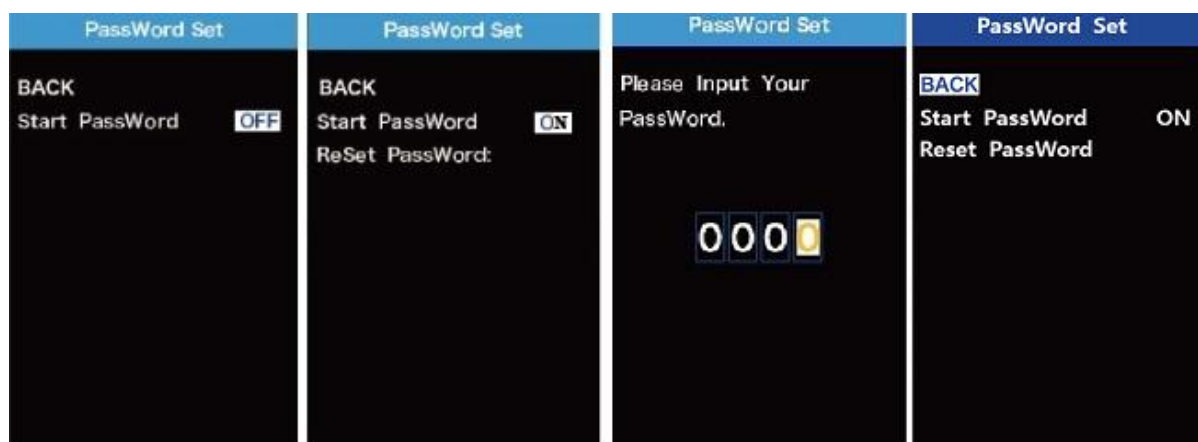 PassWord Set
BACK
Start PassWord OFF
PassWord Set
BACK
Start PassWord ON
ReSet PassWord:
PassWord Set
Please Input Your
PassWord.
0000
PassWord Set
BACK
Start PassWord ON
Reset PassWord